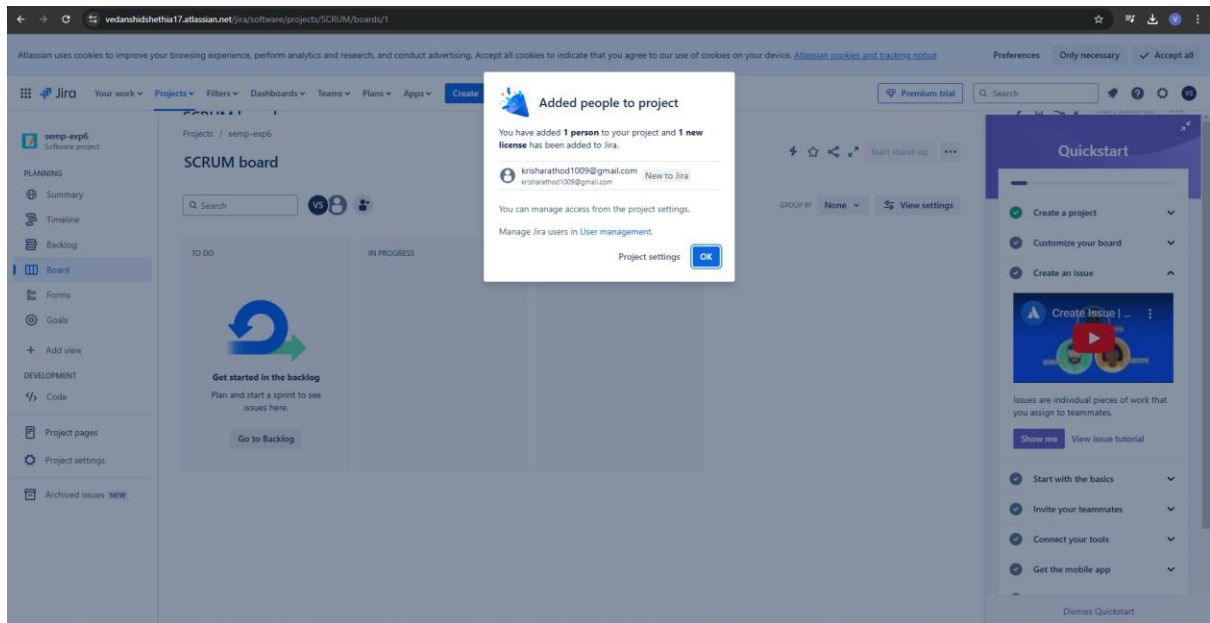 vedanshidshethia17.atlassian.net/jira/software/projects/SCRUM/boards/1
Atlassian uses cookies to improve your browsing experience, perform analytics and research, and conduct advertising. Accept all cookies to indicate that you agree to our use of cookies on your device. Atlassian cookies and tracking notice
Preferences Only necessary Accept all
Jira Your work Projects Filters Dashboards Teams Plans Apps Create
Premium trial Search VS
semp-exp6
Software project
PLANNING
Summary
Timeline
Backlog
Board
Forms
Goals
Add view
DEVELOPMENT
Code
Project pages
Project settings
Archived issues NEW
Projects / semp-exp6
SCRUM board
Start stand-up
Search VS
GROUP BY None View settings
TO DO IN PROGRESS
Get started in the backlog
Plan and start a sprint to see
issues here.
Go to Backlog
Added people to project
You have added 1 person to your project and 1 new
license has been added to Jira.
krisharathod1009@gmail.com New to Jira
krisharathod1009@gmail.com
You can manage access from the project settings.
Manage Jira users in User management.
Project settings OK
Quickstart
Create a project
Customize your board
Create an issue
Create Issue | ...
Issues are individual pieces of work that
you assign to teammates.
Show me View issue tutorial
Start with the basics
Invite your teammates
Connect your tools
Get the mobile app
Dismiss Quickstart